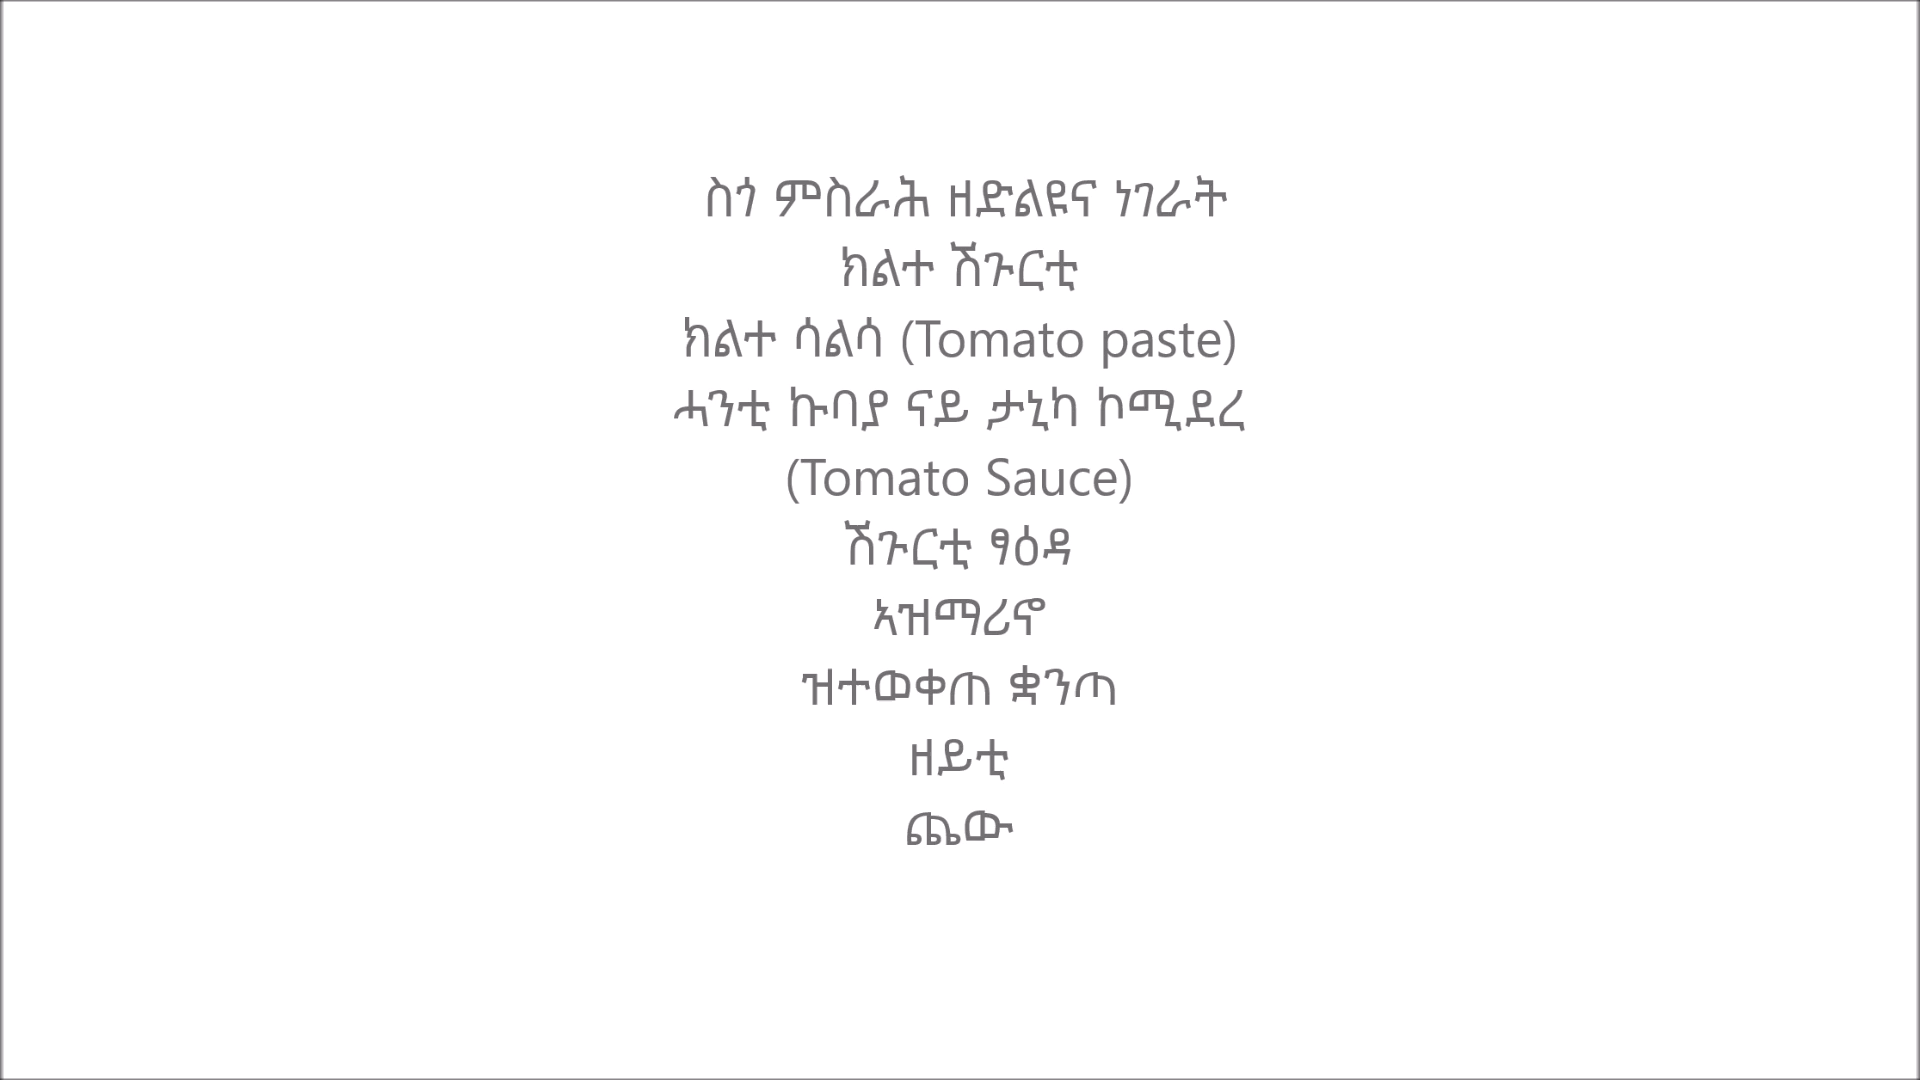 ስጎ ምስራሕ ዘድልዩና ነገራት
ክልተ ሽጉርቲ
ክልተ ሳልሳ (Tomato paste)
ሓንቲ ኩባያ ናይ ታኒካ ኮሚደረ
(Tomato Sauce)
ሽጉርቲ ፃዕዳ
ኣዝማሪኖ
ዝተወቀጠ ቋንጣ
ዘይቲ
ጨው